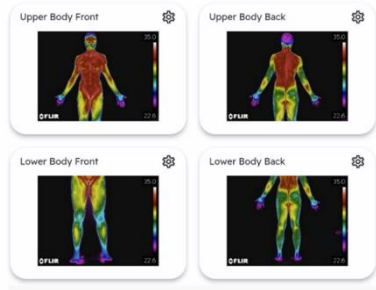 Upper Body Front
35.0
FLIR
22.6
Upper Body Back
35.0
FLIR
22.6
Lower Body Front
35.0
FLIR
22.6
Lower Body Back
35.0
FLIR
22.6